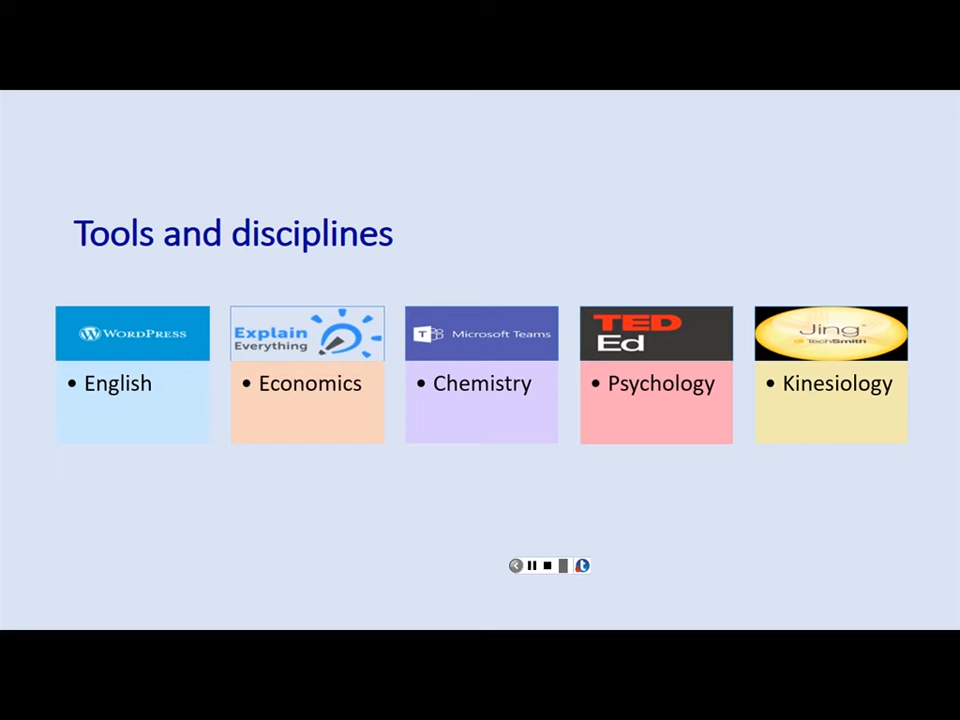 Tools and disciplines
WORDPRESS
• English
Explain
Everything
• Economics
T
Microsoft Teams
• Chemistry
TED
Ed
• Psychology
Jing
TechSmith
• Kinesiology